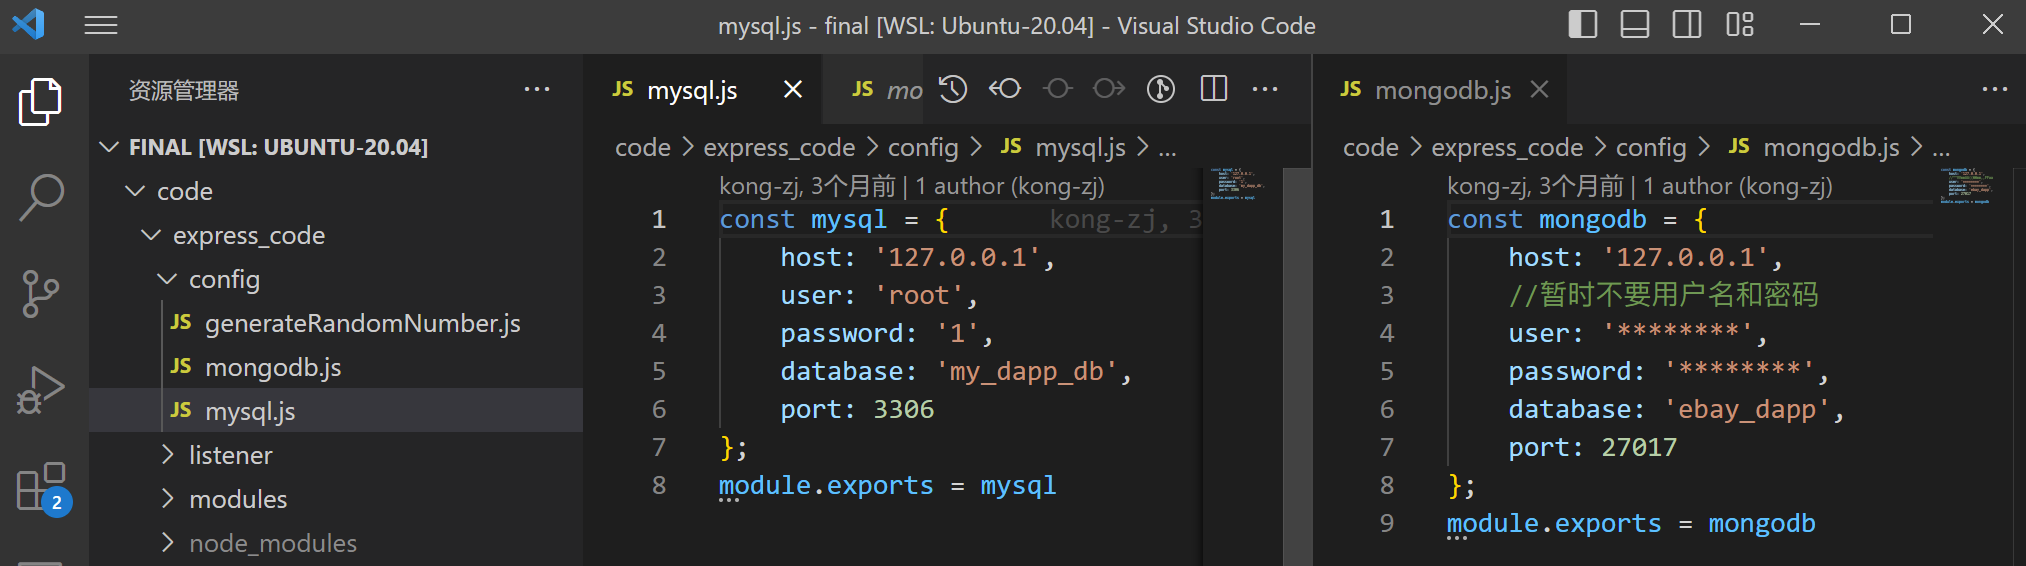 mysql.js - final [WSL: Ubuntu-20.04] - Visual Studio Code
资源管理器
FINAL [WSL: UBUNTU-20.04]
code
express_code
config
JS generateRandomNumber.js
JS mongodb.js
JS mysql.js
listener
modules
node_modules
2
JS mysql.js
JS mo
code > express_code > config > JS mysql.js > ...
kong-zj, 3个月前 | 1 author (kong-zj)
1 const mysql = { kong-zj, 3
2 host: '127.0.0.1',
3 user: 'root',
4 password: '1',
5 database: 'my_dapp_db',
6 port: 3306
7 };
8 module.exports = mysql
JS mongodb.js
code > express_code > config > JS mongodb.js > ...
kong-zj, 3个月前 | 1 author (kong-zj)
1 const mongodb = {
2 host: '127.0.0.1',
3 //暂时不要用户名和密码
4 user: '********',
5 password: '********',
6 database: 'ebay_dapp',
7 port: 27017
8 };
9 module.exports = mongodb